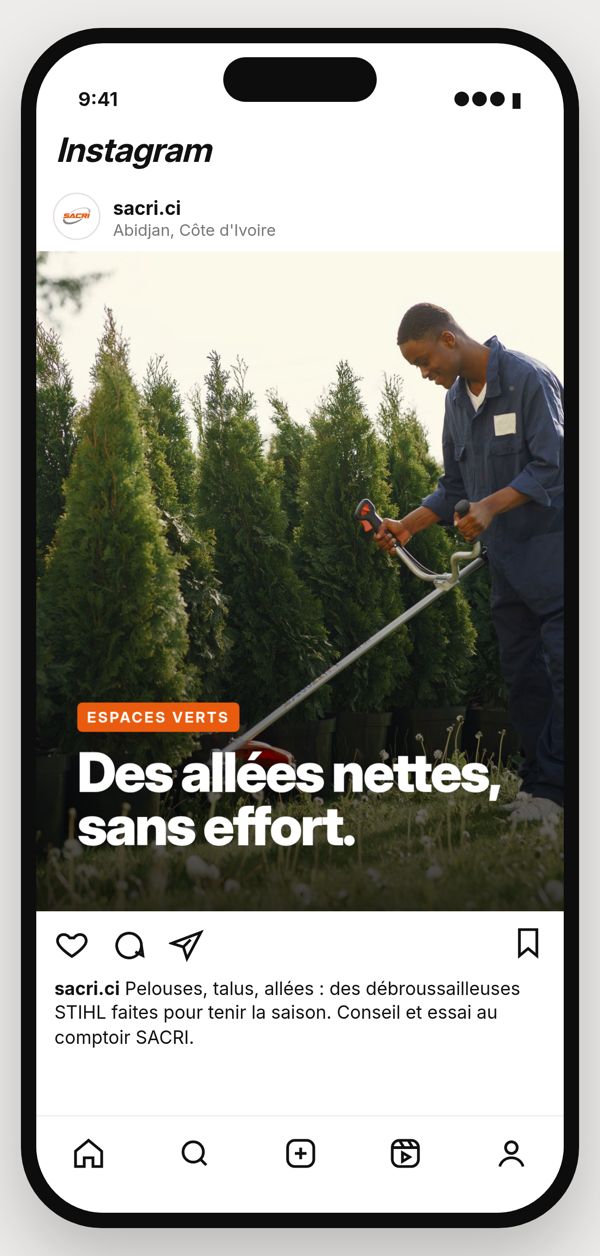 9:41
Instagram
SACRI
sacri.ci
Abidjan, Côte d'Ivoire
ESPACES VERTS
Des allées nettes,
sans effort.
sacri.ci Pelouses, talus, allées : des débroussailleuses
STIHL faites pour tenir la saison. Conseil et essai au
comptoir SACRI.